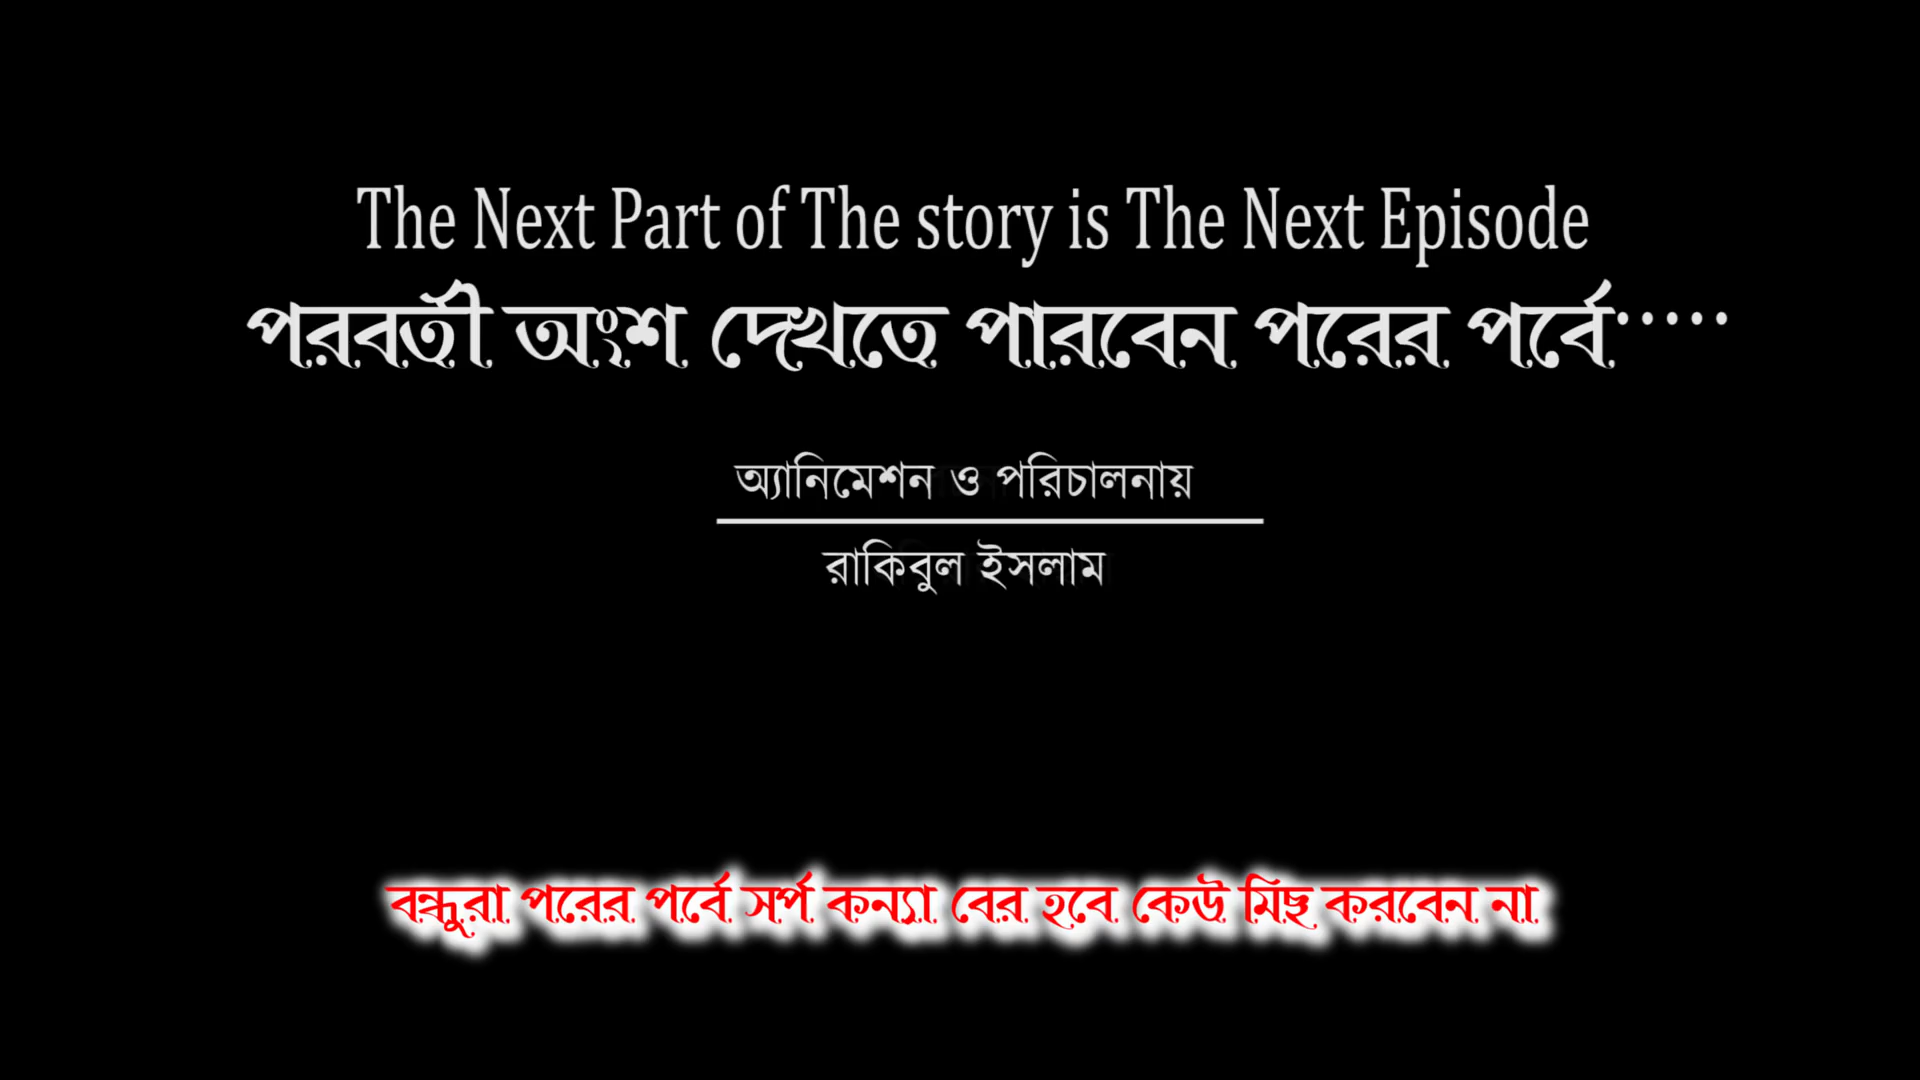 The Next Part of The story is The Next Episode
পরবর্তী অংশ দেখতে পারবেন পরের পর্বে.....
অ্যানিমেশন ও পরিচালনায়
রাকিবুল ইসলাম
বন্ধুরা পরের পর্বে সর্প কন্যা বের হবে কেউ মিছ করবেন না